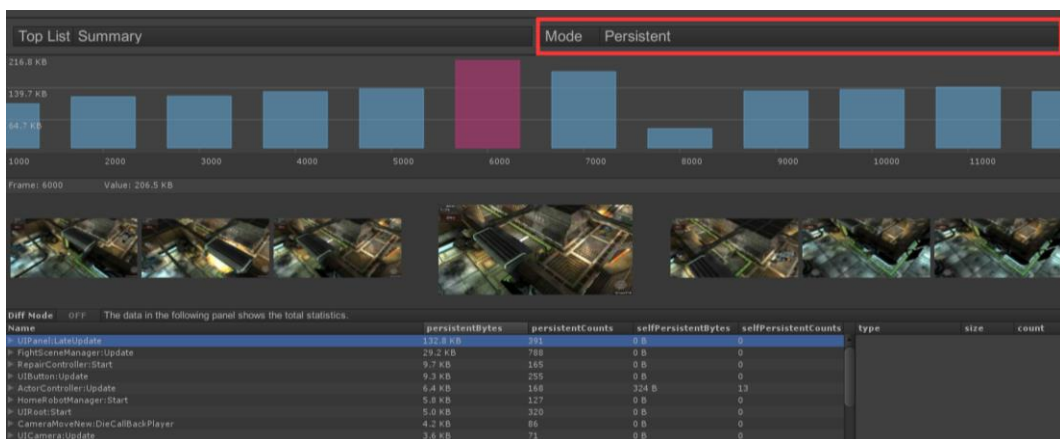 Top List Summary Mode Persistent
216.8 KB
139.7 KB
64.7 KB
1000 2000 3000 4000 5000 6000 7000 8000 9000 10000 11000
Frame: 6000 Value: 206.5 KB
Diff Mode OFF The data in the following panel shows the total statistics.
Name persistentBytes persistentCounts selfPersistentBytes selfPersistentCounts type size count
UIPanel:LateUpdate 132.8 KB 391 0 B 0
FightSceneManager:Update 29.2 KB 788 0 B 0
RepairController:Start 9.7 KB 165 0 B 0
UIButton:Update 9.3 KB 255 0 B 0
ActorController:Update 6.4 KB 168 324 B 13
HomeRobotManager:Start 5.8 KB 127 0 B 0
UIRoot:Start 5.0 KB 320 0 B 0
CameraMoveNew:DieCallBackPlayer 4.2 KB 86 0 B 0
UICamera:Update 3.6 KB 71 0 B 0